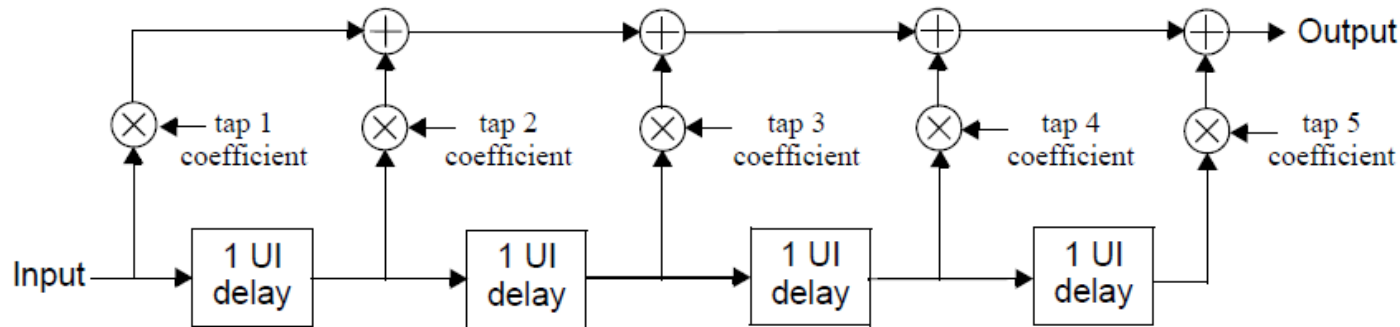 Output
tap 1
coefficient
tap 2
coefficient
tap 3
coefficient
tap 4
coefficient
tap 5
coefficient
Input
1 UI
delay
1 UI
delay
1 UI
delay
1 UI
delay